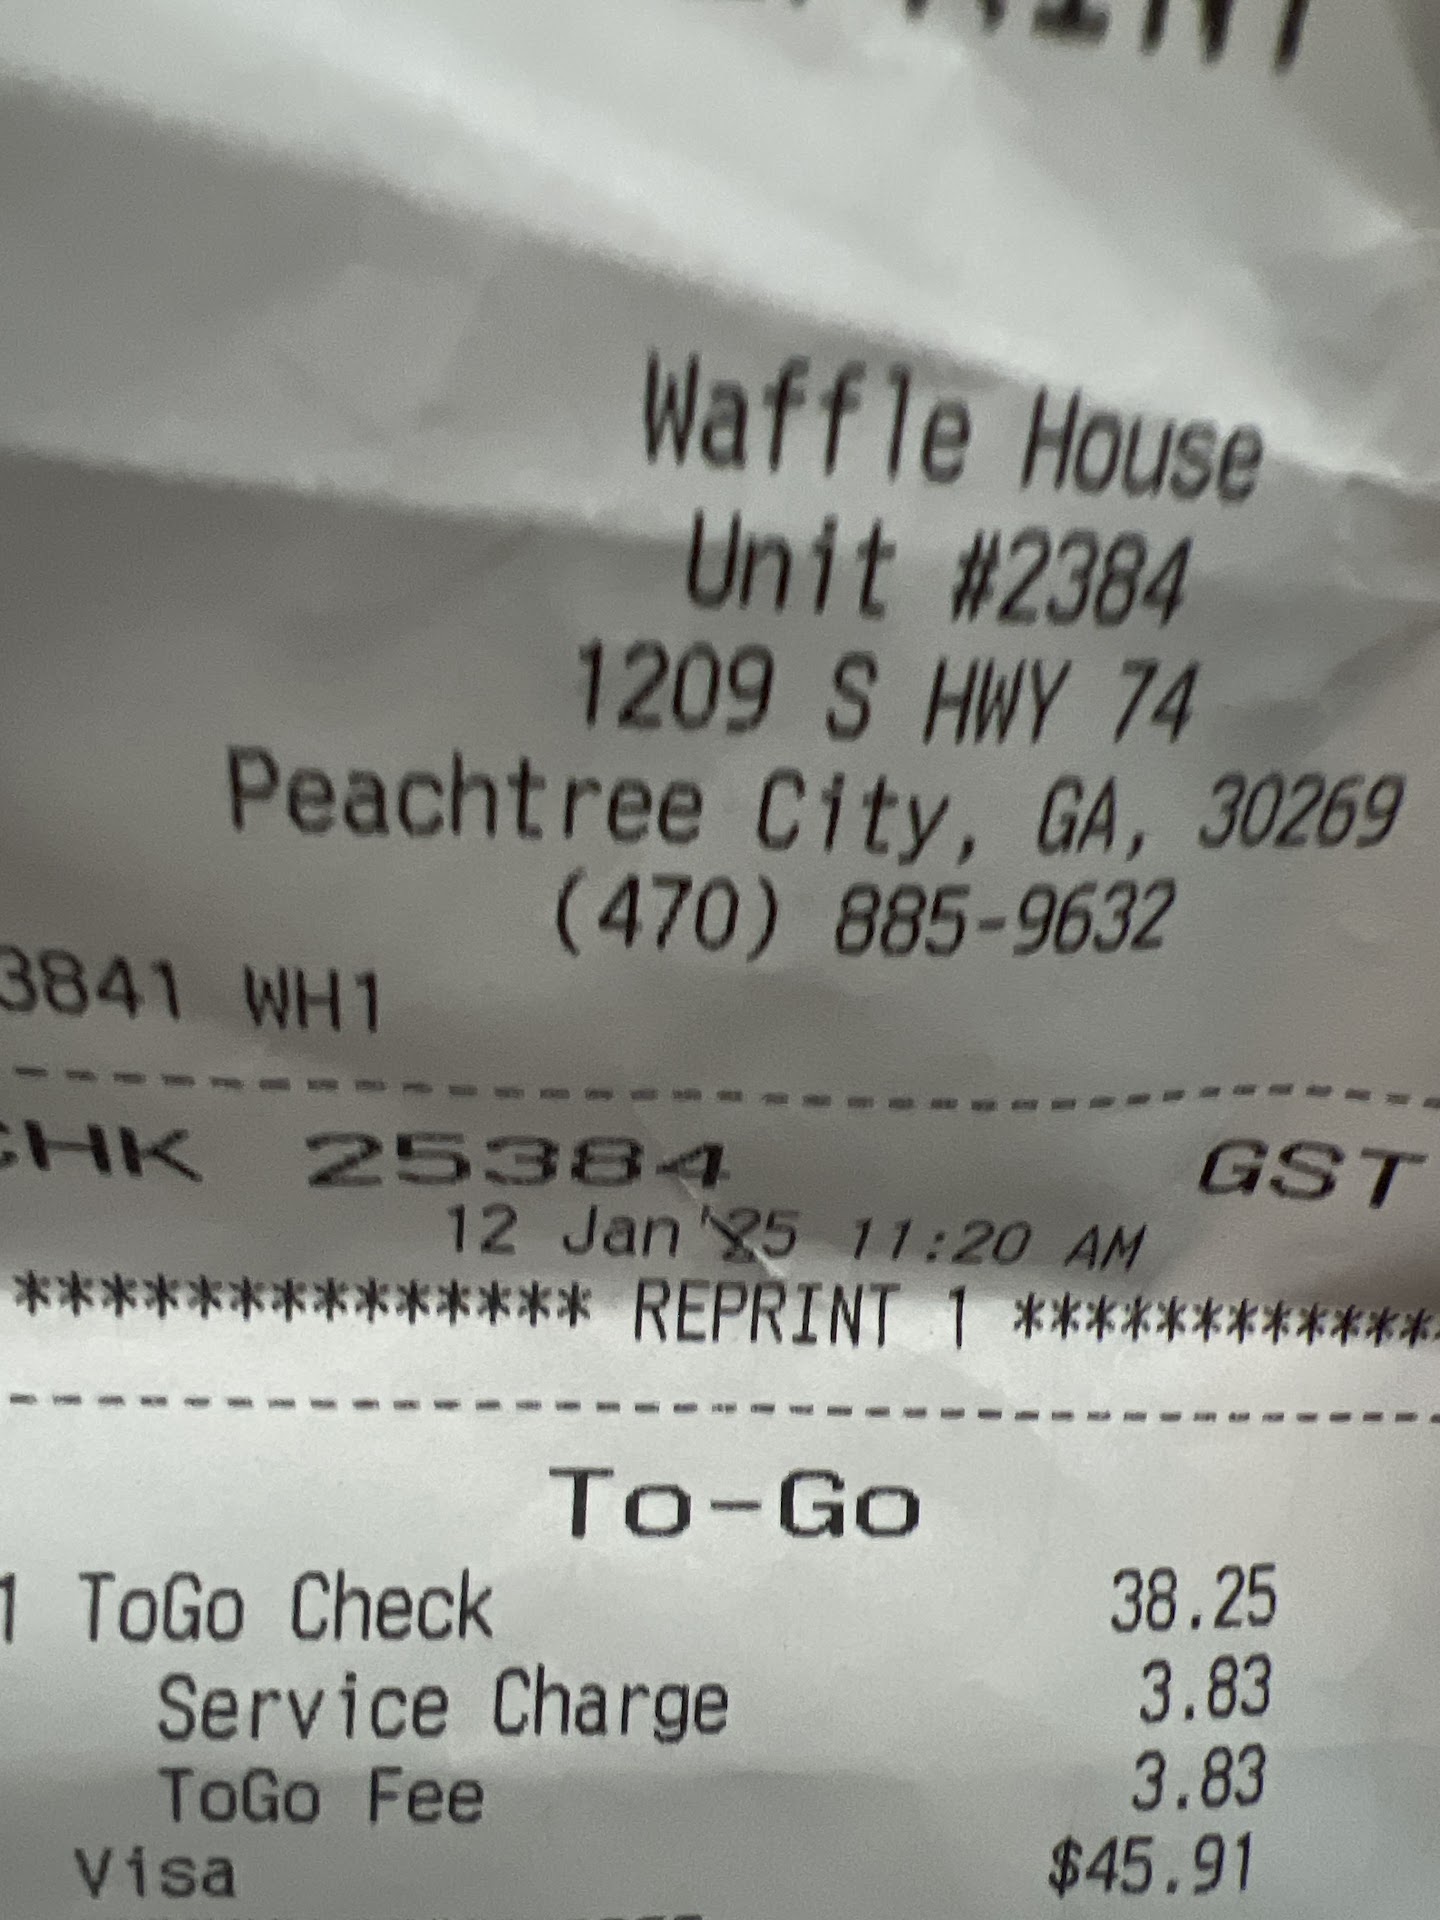 Waffle House
Unit #2384
1209 S HWY 74
Peachtree City, GA, 30269
(470) 885-9632
3841 WH1
CHK 25384 GST
12 Jan'25 11:20 AM
************** REPRINT 1 ************
To-Go
1 ToGo Check 38.25
Service Charge 3.83
ToGo Fee 3.83
Visa $45.91